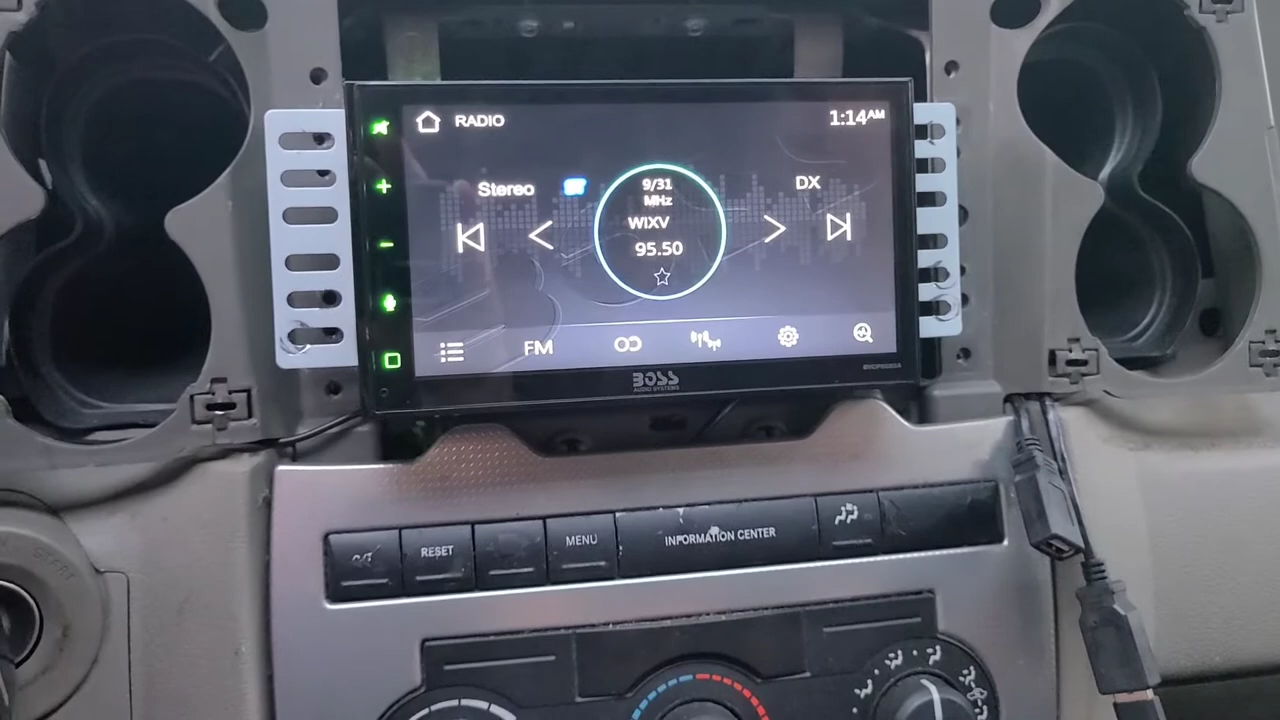 RADIO
1:14AM
Stereo
ST
9/31
MHz
DX
WIXV
95.50
FM
BOSS
AUDIO SYSTEMS
RESET
MENU
INFORMATION CENTER
START